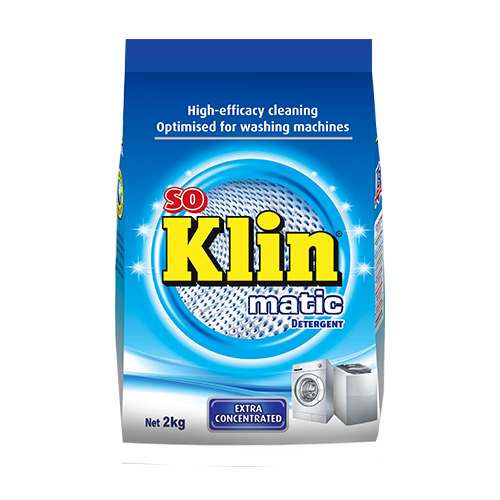 High-efficacy cleaning
Optimised for washing machines
SO
Klin®
matic
DETERGENT
EXTRA
CONCENTRATED
Net 2kg